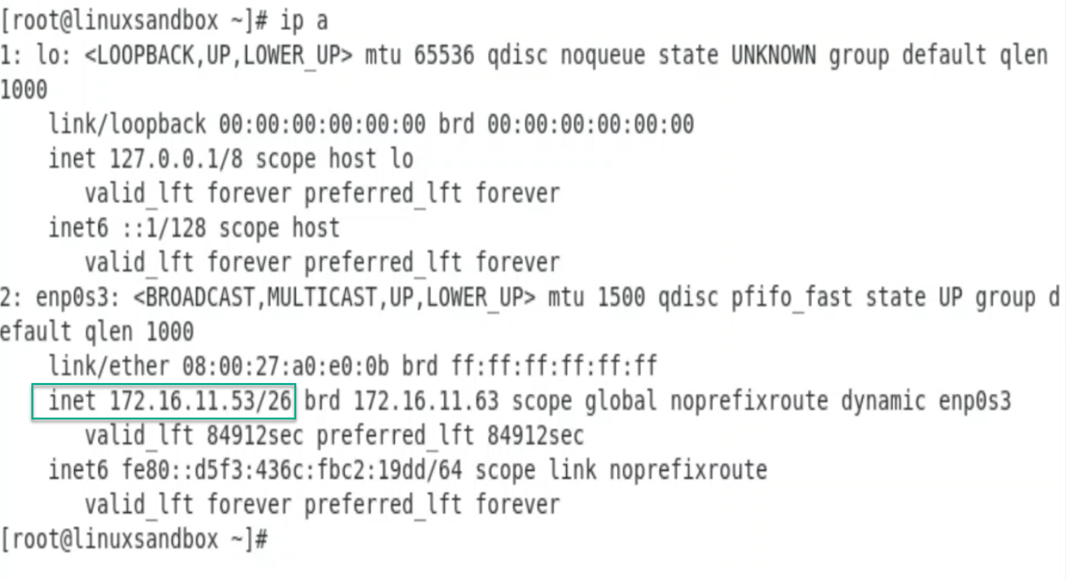 [root@linuxsandbox ~]# ip a
1: lo: <LOOPBACK,UP,LOWER_UP> mtu 65536 qdisc noqueue state UNKNOWN group default qlen
1000
    link/loopback 00:00:00:00:00:00 brd 00:00:00:00:00:00
    inet 127.0.0.1/8 scope host lo
       valid_lft forever preferred_lft forever
    inet6 ::1/128 scope host
       valid_lft forever preferred_lft forever
2: enp0s3: <BROADCAST,MULTICAST,UP,LOWER_UP> mtu 1500 qdisc pfifo_fast state UP group d
efault qlen 1000
    link/ether 08:00:27:a0:e0:0b brd ff:ff:ff:ff:ff:ff
    inet 172.16.11.53/26 brd 172.16.11.63 scope global noprefixroute dynamic enp0s3
       valid_lft 84912sec preferred_lft 84912sec
    inet6 fe80::d5f3:436c:fbc2:19dd/64 scope link noprefixroute
       valid_lft forever preferred_lft forever
[root@linuxsandbox ~]#